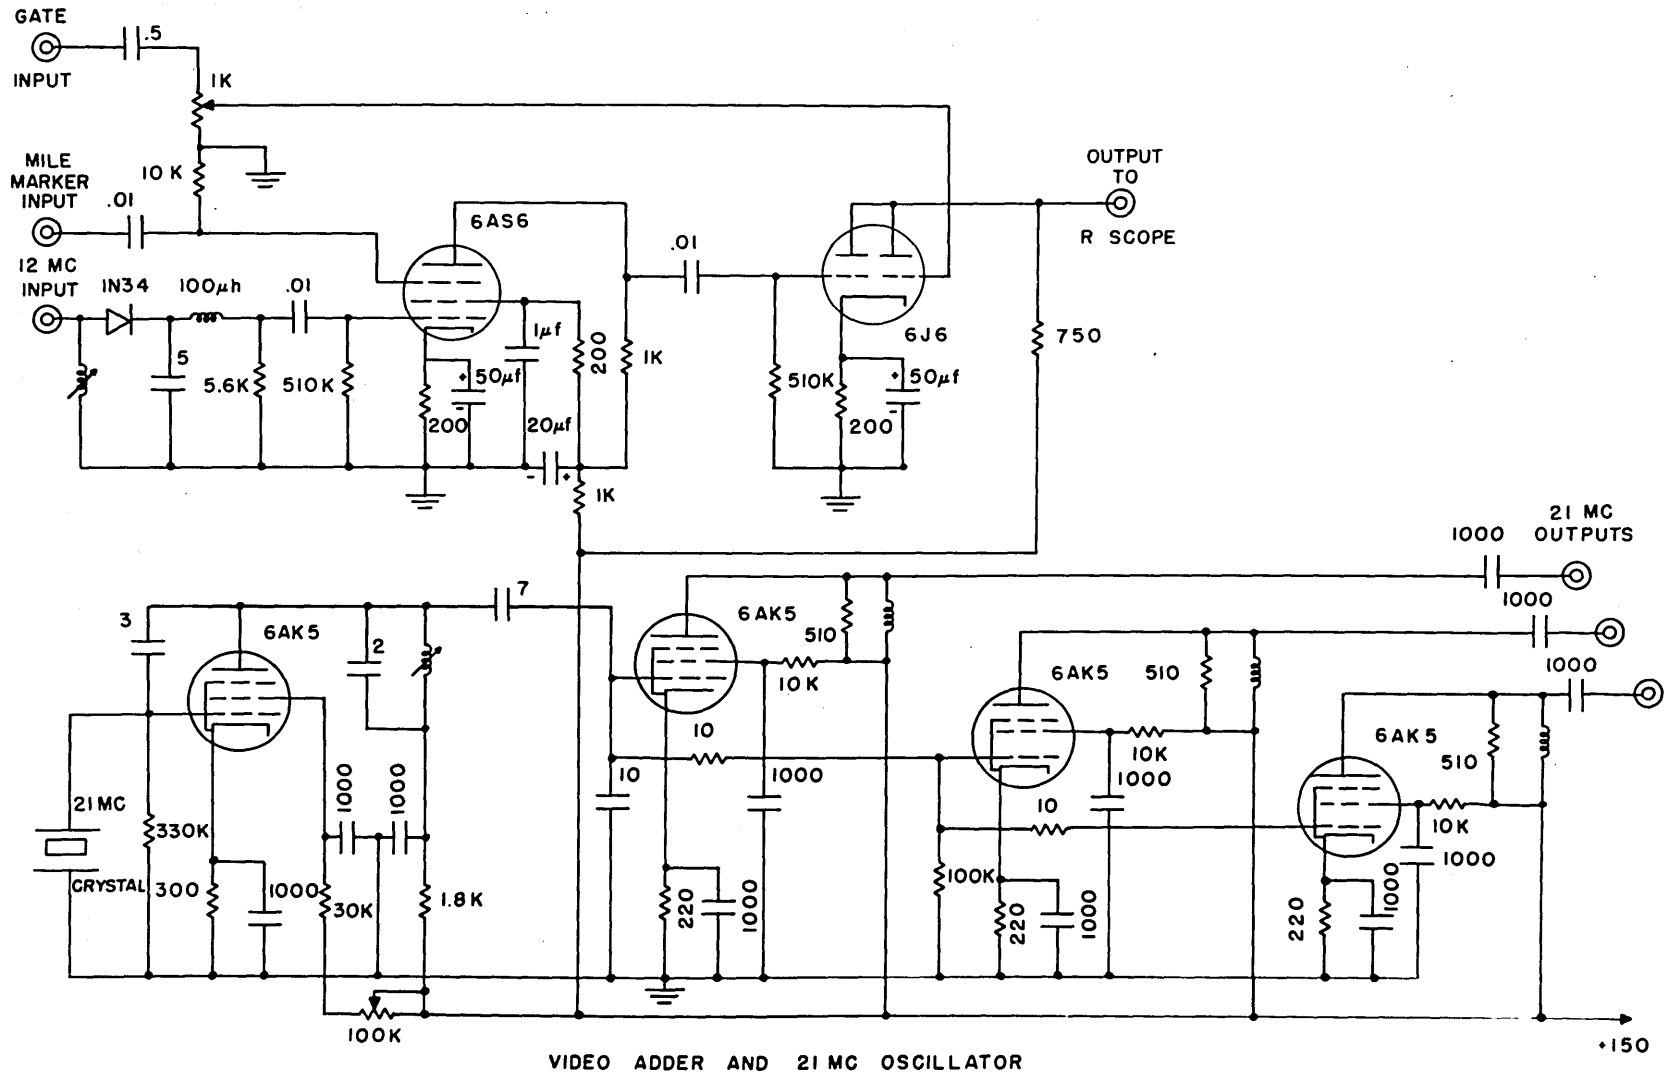 GATE
INPUT
.5
1K
MILE
MARKER
INPUT
.01
10 K
12 MC
INPUT
1N34
100μh
.01
5
5.6K
510K
6AS6
200
50μf
+
-
1μf
20μf
-
+
200
1K
1K
.01
510K
6J6
200
50μf
+
-
OUTPUT
TO
R SCOPE
750
21 MC
OUTPUTS
1000
1000
1000
3
6AK5
2
7
21 MC
CRYSTAL
330K
300
1000
1000
1000
30K
1.8K
100K
6AK5
510
10K
10
10
1000
220
1000
6AK5
510
10K
1000
10
100K
220
1000
6AK5
510
10K
1000
220
1000
+150
VIDEO ADDER AND 21 MC OSCILLATOR